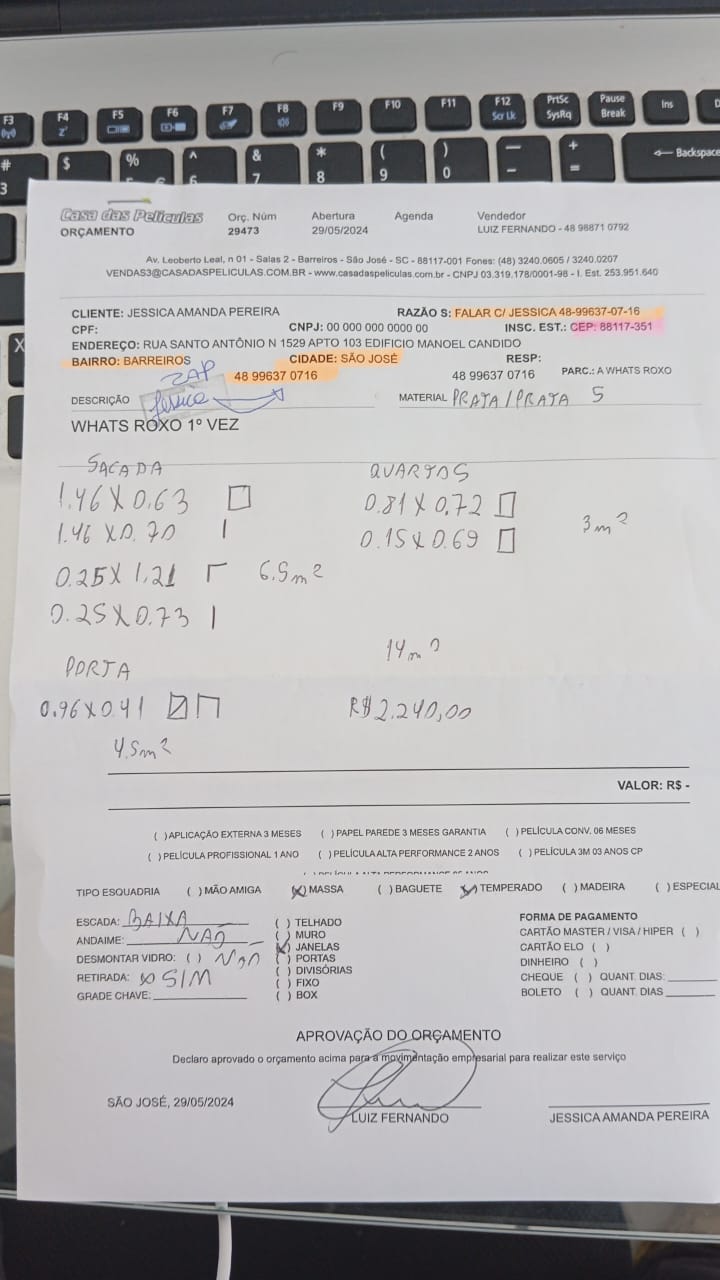 F3 F4 F5 F6 F7 F8 F9 F10 F11 F12 PrtSc Pause Ins
Z' Scr Lk SysRq Break
# $ % ^ & * ( ) — + ← Backspace
3 6 7 8 9 0 – =
X
Casa das Películas Orç. Núm Abertura Agenda Vendedor
ORÇAMENTO 29473 29/05/2024 LUIZ FERNANDO - 48 98871 0792
Av. Leoberto Leal, n 01 - Salas 2 - Barreiros - São José - SC - 88117-001 Fones: (48) 3240.0605 / 3240.0207
VENDAS3@CASADASPELICULAS.COM.BR - www.casadaspeliculas.com.br - CNPJ 03.319.178/0001-98 - I. Est. 253.951.640
CLIENTE: JESSICA AMANDA PEREIRA RAZÃO S: FALAR C/ JESSICA 48-99637-07-16
CPF: CNPJ: 00 000 000 0000 00 INSC. EST.: CEP: 88117-351
ENDEREÇO: RUA SANTO ANTÔNIO N 1529 APTO 103 EDIFICIO MANOEL CANDIDO
BAIRRO: BARREIROS CIDADE: SÃO JOSÉ RESP:
ZAP 48 99637 0716 48 99637 0716 PARC.: A WHATS ROXO
DESCRIÇÃO Jessica MATERIAL PRATA/PRATA 5
WHATS ROXO 1º VEZ
SACADA QUARTOS
1.46 X 0.63 0.81 X 0.72
1.46 X 0.70 0.15 X 0.69 3m²
0.25 X 1,21 6.5m²
0.25 X 0.73
14m²
PORTA
0.96 X 0.41 R$ 2.240,00
4.5m²
VALOR: R$ -
( ) APLICAÇÃO EXTERNA 3 MESES ( ) PAPEL PAREDE 3 MESES GARANTIA ( ) PELÍCULA CONV. 06 MESES
( ) PELÍCULA PROFISSIONAL 1 ANO ( ) PELÍCULA ALTA PERFORMANCE 2 ANOS ( ) PELÍCULA 3M 03 ANOS CP
TIPO ESQUADRIA ( ) MÃO AMIGA (X) MASSA ( ) BAGUETE (X) TEMPERADO ( ) MADEIRA ( ) ESPECIAL
ESCADA: BAIXA ( ) TELHADO FORMA DE PAGAMENTO
ANDAIME: NÃO ( ) MURO CARTÃO MASTER / VISA / HIPER ( )
(X) JANELAS CARTÃO ELO ( )
DESMONTAR VIDRO: ( ) NÃO ( ) PORTAS DINHEIRO ( )
RETIRADA: (X) SIM ( ) DIVISÓRIAS CHEQUE ( ) QUANT. DIAS:
GRADE CHAVE: ( ) FIXO BOLETO ( ) QUANT. DIAS
( ) BOX
APROVAÇÃO DO ORÇAMENTO
Declaro aprovado o orçamento acima para a movimentação empresarial para realizar este serviço
SÃO JOSÉ, 29/05/2024
LUIZ FERNANDO JESSICA AMANDA PEREIRA